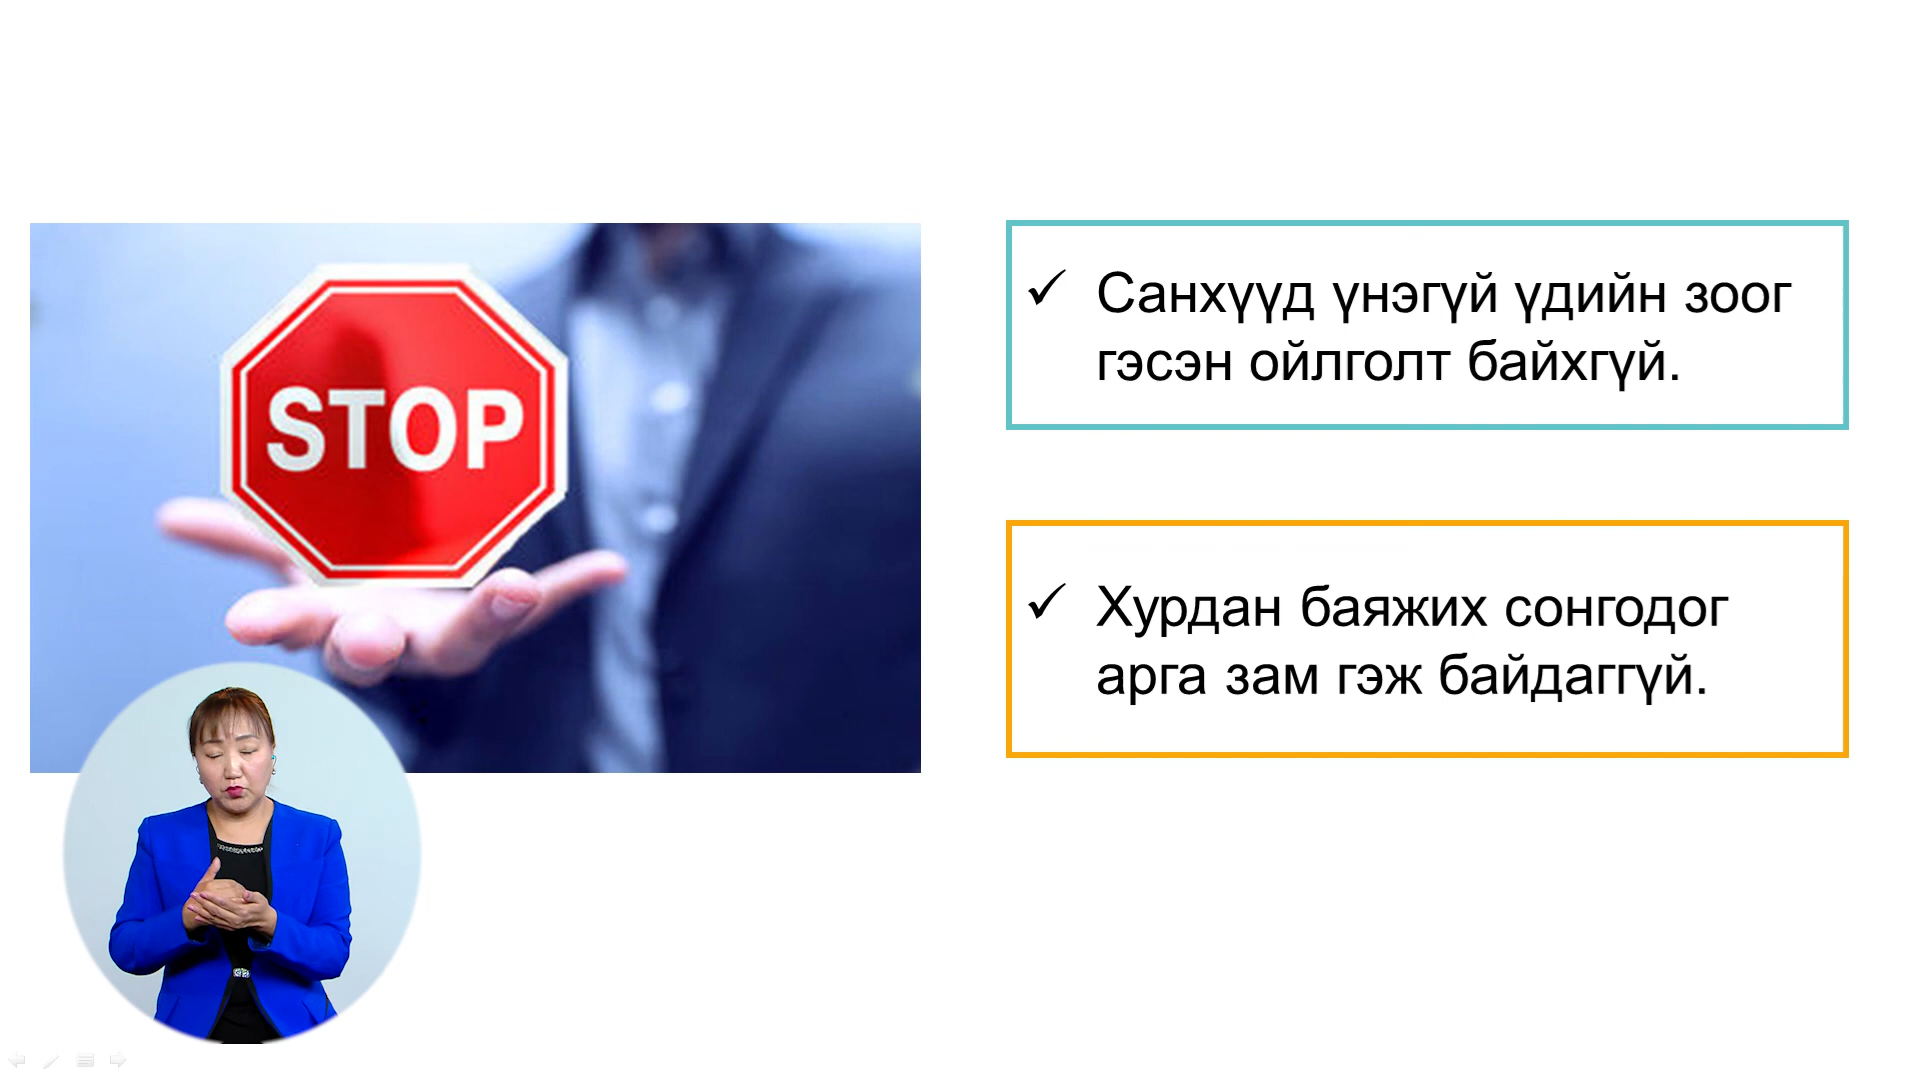 STOP
✓ Санхүүд үнэгүй үдийн зоог
гэсэн ойлголт байхгүй.
✓ Хурдан баяжих сонгодог
арга зам гэж байдаггүй.